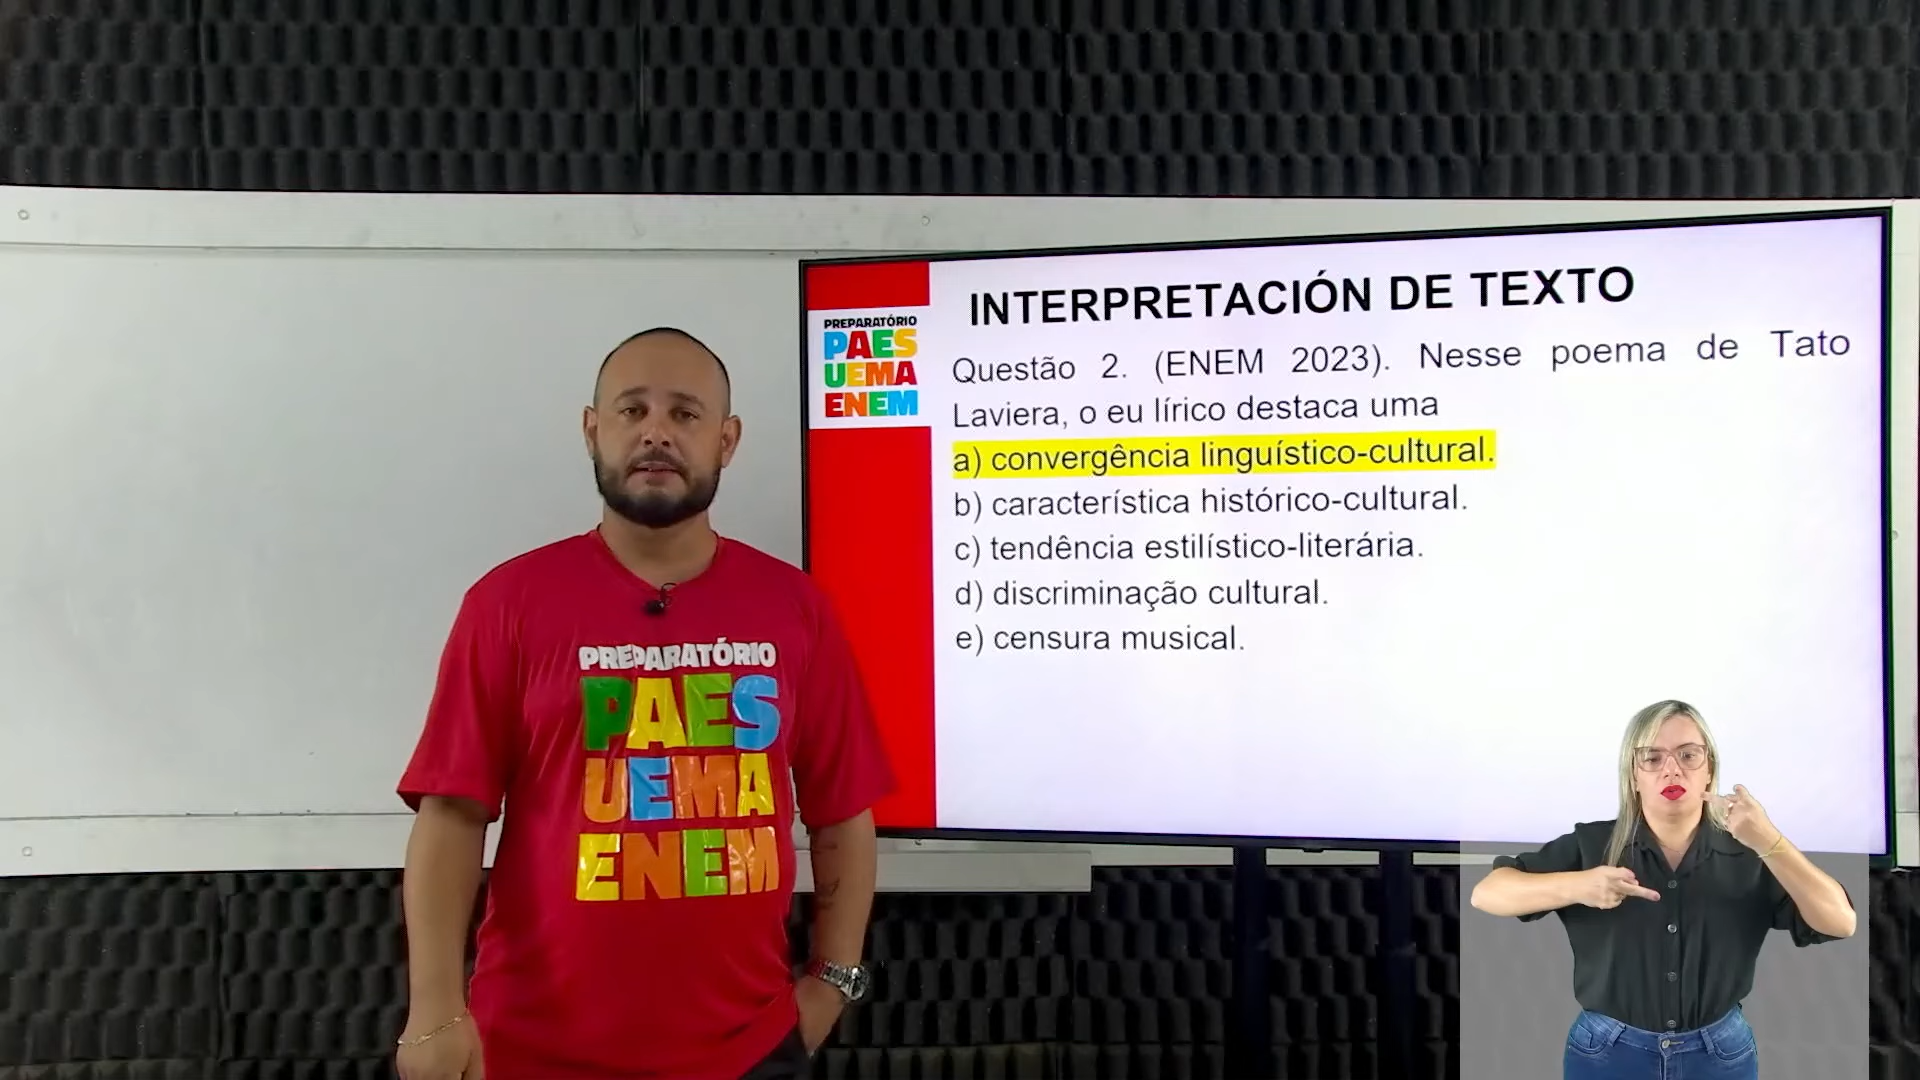 INTERPRETACIÓN DE TEXTO
PREPARATÓRIO
PAES
UEMA
ENEM
Questão 2. (ENEM 2023). Nesse poema de Tato
Laviera, o eu lírico destaca uma
a) convergência linguístico-cultural.
b) característica histórico-cultural.
c) tendência estilístico-literária.
d) discriminação cultural.
e) censura musical.
PREPARATÓRIO
PAES
UEMA
ENEM